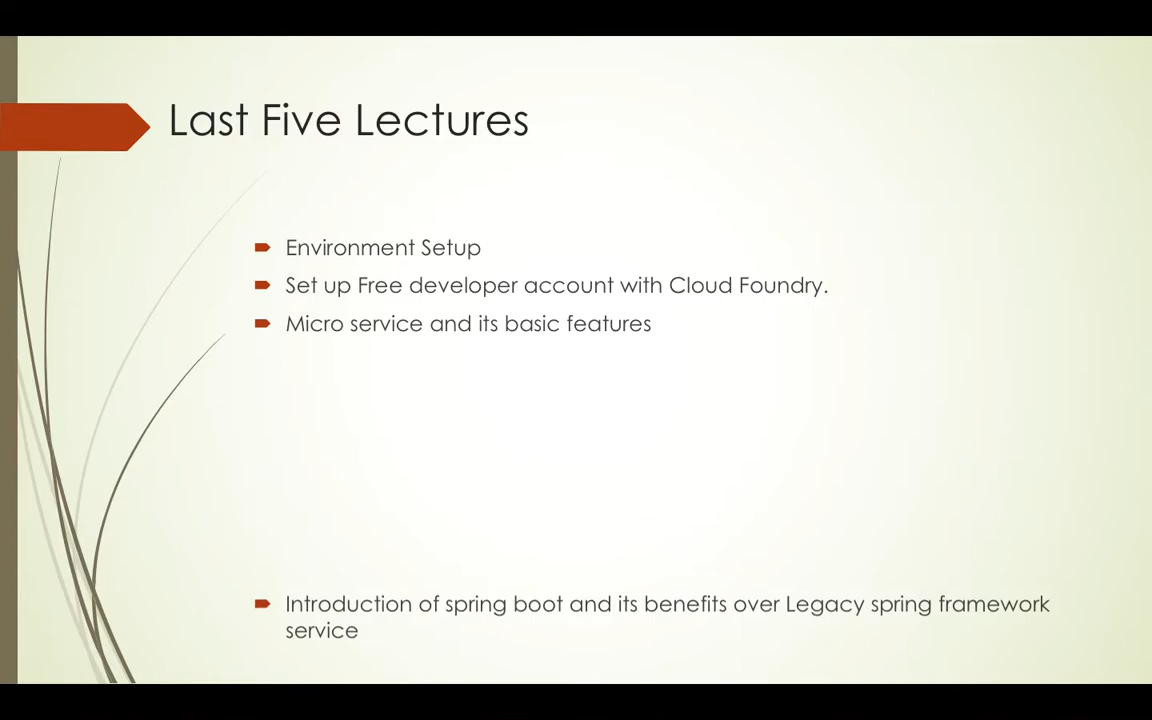 Last Five Lectures
Environment Setup
Set up Free developer account with Cloud Foundry.
Micro service and its basic features
Introduction of spring boot and its benefits over Legacy spring framework
service